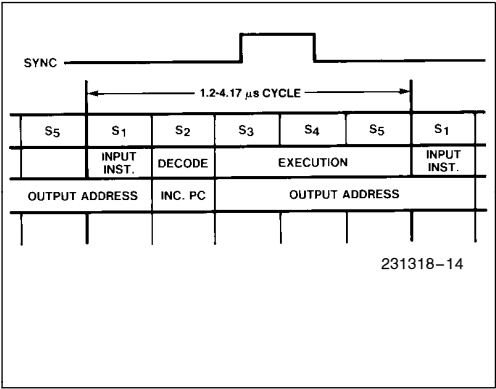 SYNC
1.2-4.17 μs CYCLE
S5 S1 S2 S3 S4 S5 S1
INPUT INST. DECODE EXECUTION INPUT INST.
OUTPUT ADDRESS INC. PC OUTPUT ADDRESS
231318–14